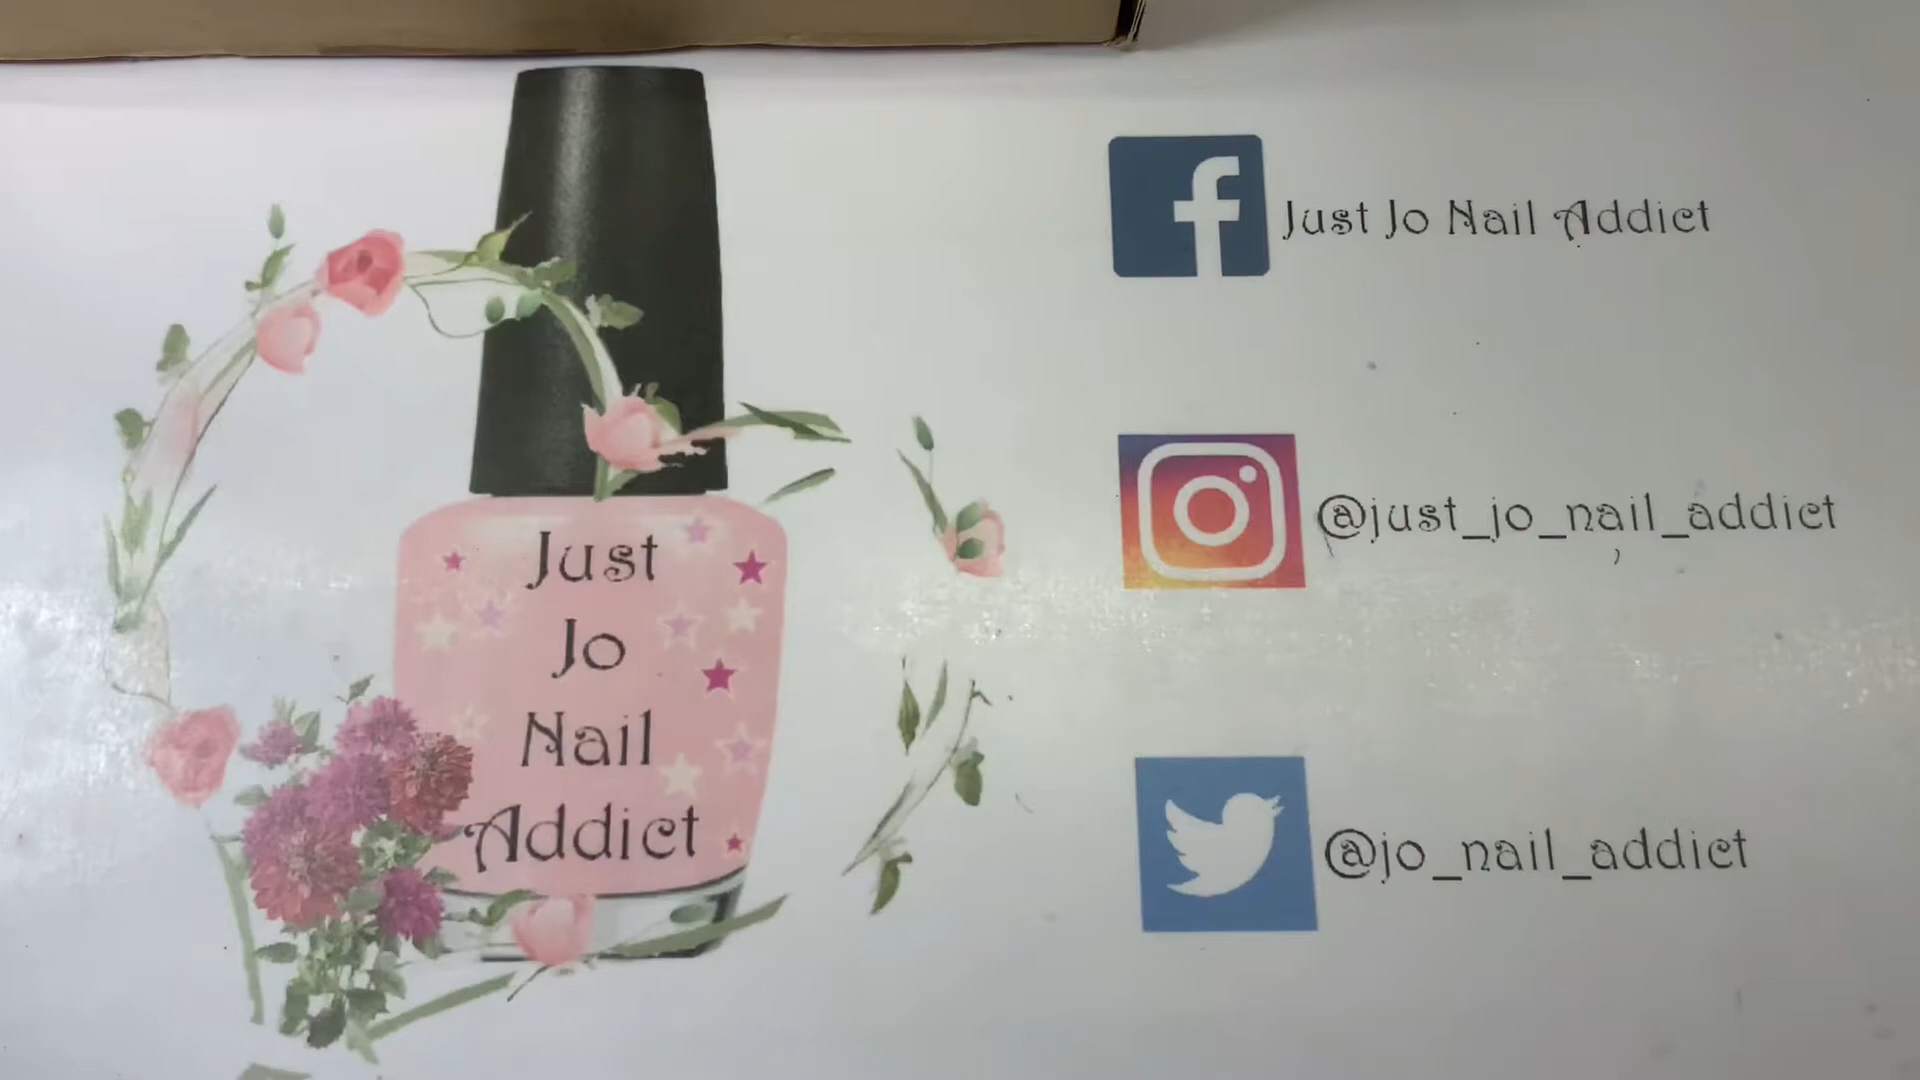 Just
Jo
Nail
Addict
Just Jo Nail Addict
@just_jo_nail_addict
@jo_nail_addict